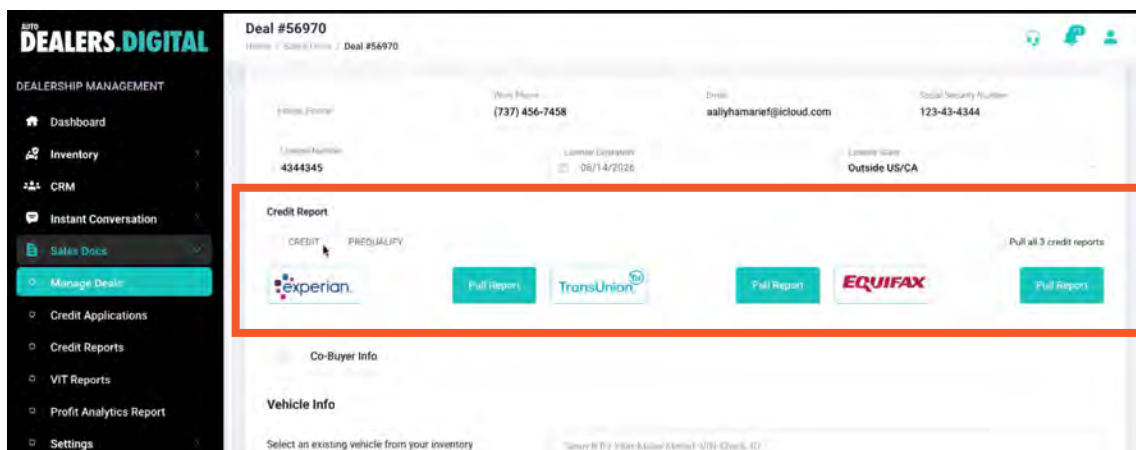 AUTO
DEALERS.DIGITAL
Deal #56970
Home / Sales Docs / Deal #56970
DEALERSHIP MANAGEMENT
Dashboard
Inventory
CRM
Instant Conversation
Sales Docs
Manage Deals
Credit Applications
Credit Reports
VIT Reports
Profit Analytics Report
Settings
Home Phone
Work Phone
(737) 456-7458
Email
aaliyhamarief@icloud.com
Social Security Number
123-43-4344
License Number
4344345
License Expiration
08/14/2026
License State
Outside US/CA
Credit Report
CREDIT PREQUALIFY
Pull all 3 credit reports
experian.
Pull Report
TransUnion
tu
Pull Report
EQUIFAX
Pull Report
Co-Buyer Info
Vehicle Info
Select an existing vehicle from your inventory